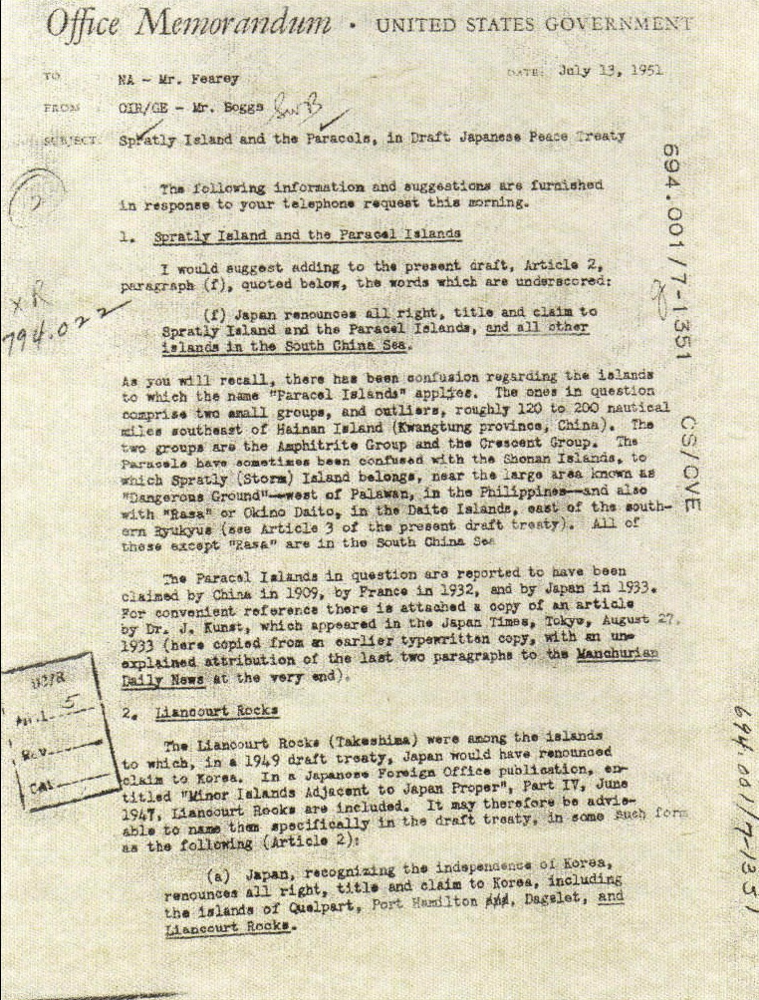 Office Memorandum • UNITED STATES GOVERNMENT
TO NA - Mr. Fearey DATE: July 13, 1951
FROM OIR/GE - Mr. Boggs SWB
SUBJECT: Spratly Island and the Paracels, in Draft Japanese Peace Treaty
The following information and suggestions are furnished
in response to your telephone request this morning.
1. Spratly Island and the Paracel Islands
I would suggest adding to the present draft, Article 2,
paragraph (f), quoted below, the words which are underscored:
(f) Japan renounces all right, title and claim to
Spratly Island and the Paracel Islands, and all other
islands in the South China Sea.
As you will recall, there has been confusion regarding the islands
to which the name "Paracel Islands" applies. The ones in question
comprise two small groups, and outliers, roughly 120 to 200 nautical
miles southeast of Hainan Island (Kwangtung province, China). The
two groups are the Amphitrite Group and the Crescent Group. The
Paracels have sometimes been confused with the Shonan Islands, to
which Spratly (Storm) Island belongs, near the large area known as
"Dangerous Ground"--west of Palawan, in the Philippines--and also
with "Rasa" or Okino Daito, in the Daito Islands, east of the south-
ern Ryukyus (see Article 3 of the present draft treaty). All of
these except "Rasa" are in the South China Sea
The Paracel Islands in question are reported to have been
claimed by China in 1909, by France in 1932, and by Japan in 1933.
For convenient reference there is attached a copy of an article
by Dr. J. Kunst, which appeared in the Japan Times, Tokyo, August 27,
1933 (here copied from an earlier typewritten copy, with an un-
explained attribution of the last two paragraphs to the Manchurian
Daily News at the very end).
2. Liancourt Rocks
The Liancourt Rocks (Takeshima) were among the islands
to which, in a 1949 draft treaty, Japan would have renounced
claim to Korea. In a Japanese Foreign Office publication, en-
titled "Minor Islands Adjacent to Japan Proper", Part IV, June
1947, Liancourt Rocks are included. It may therefore be advis-
able to name them specifically in the draft treaty, in some such form
as the following (Article 2):
(a) Japan, recognizing the independence of Korea,
renounces all right, title and claim to Korea, including
the islands of Quelpart, Port Hamilton and, Dagelet, and
Liancourt Rocks.
XR
794.022
DC/R
Anal. 5
Rev.
Cat.
694.001/7-1351 CS/OVE
694.001/7-1351